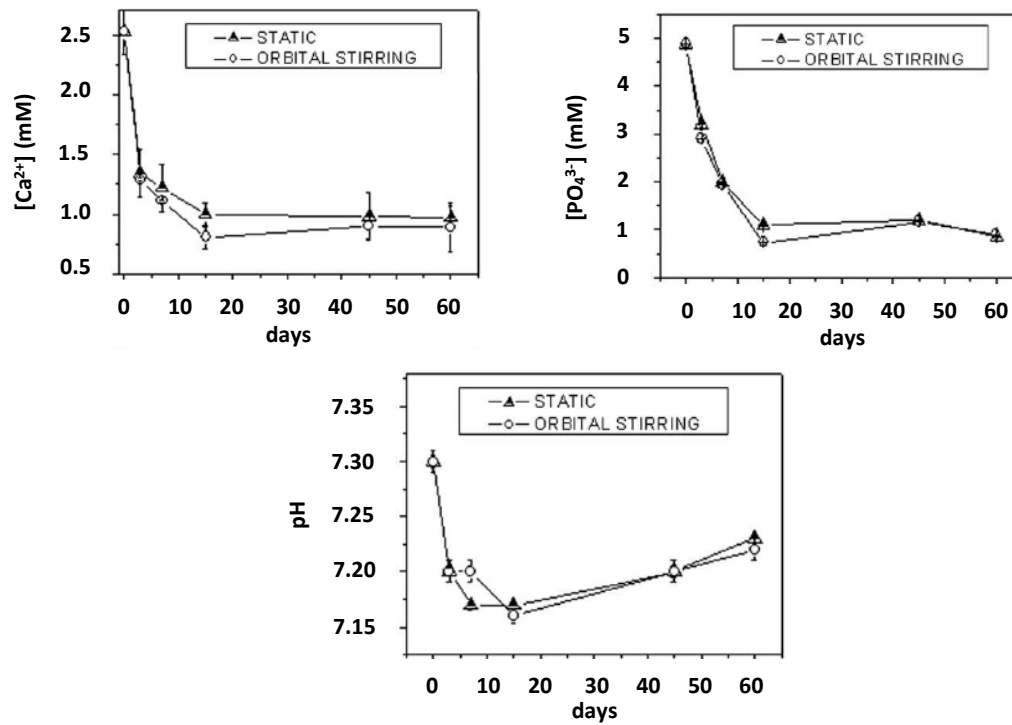 STATIC
ORBITAL STIRRING
[Ca²⁺] (mM)
2.5
2.0
1.5
1.0
0.5
0 10 20 30 40 50 60
days
STATIC
ORBITAL STIRRING
[PO₄³⁻] (mM)
5
4
3
2
1
0
0 10 20 30 40 50 60
days
STATIC
ORBITAL STIRRING
pH
7.35
7.30
7.25
7.20
7.15
0 10 20 30 40 50 60
days